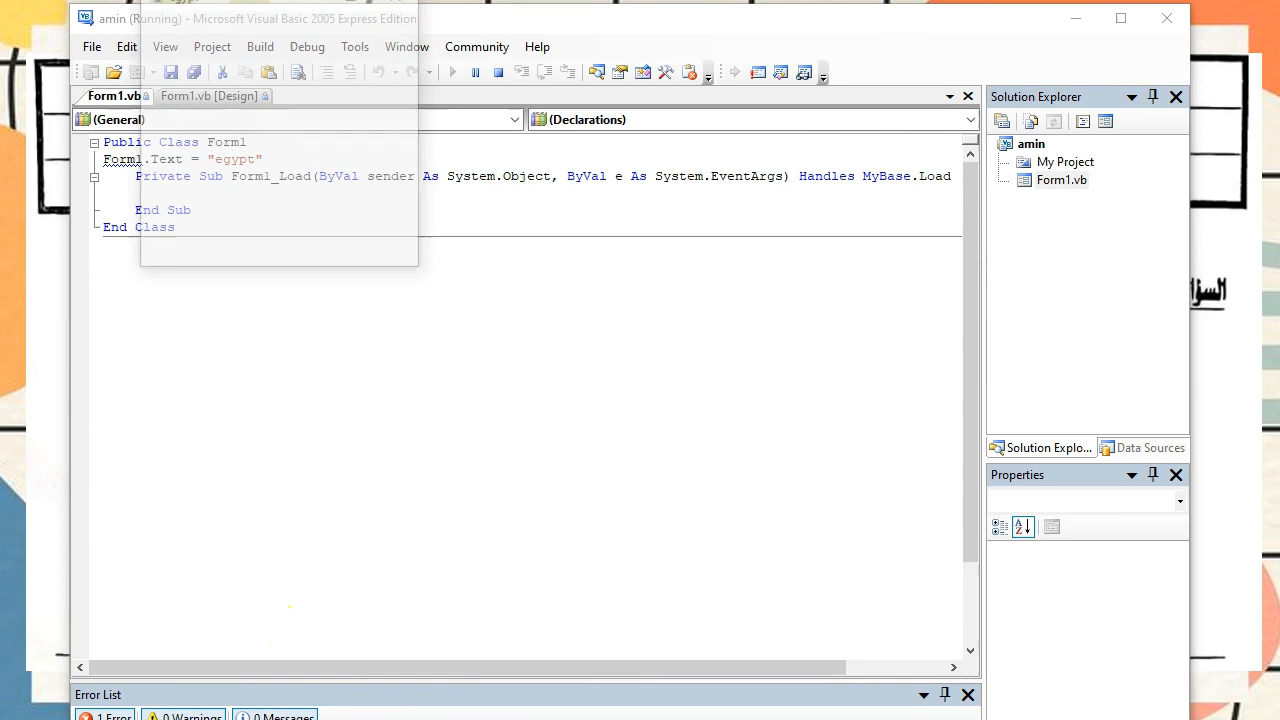 amin (Running) - Microsoft Visual Basic 2005 Express Edition
File Edit View Project Build Debug Tools Window Community Help
Form1.vb Form1.vb [Design]
(General) (Declarations)
Public Class Form1
Form1.Text = "egypt"
Private Sub Form1_Load(ByVal sender As System.Object, ByVal e As System.EventArgs) Handles MyBase.Load
End Sub
End Class
Solution Explorer
amin
My Project
Form1.vb
Solution Explo... Data Sources
Properties
Error List
1 Error 0 Warnings 0 Messages